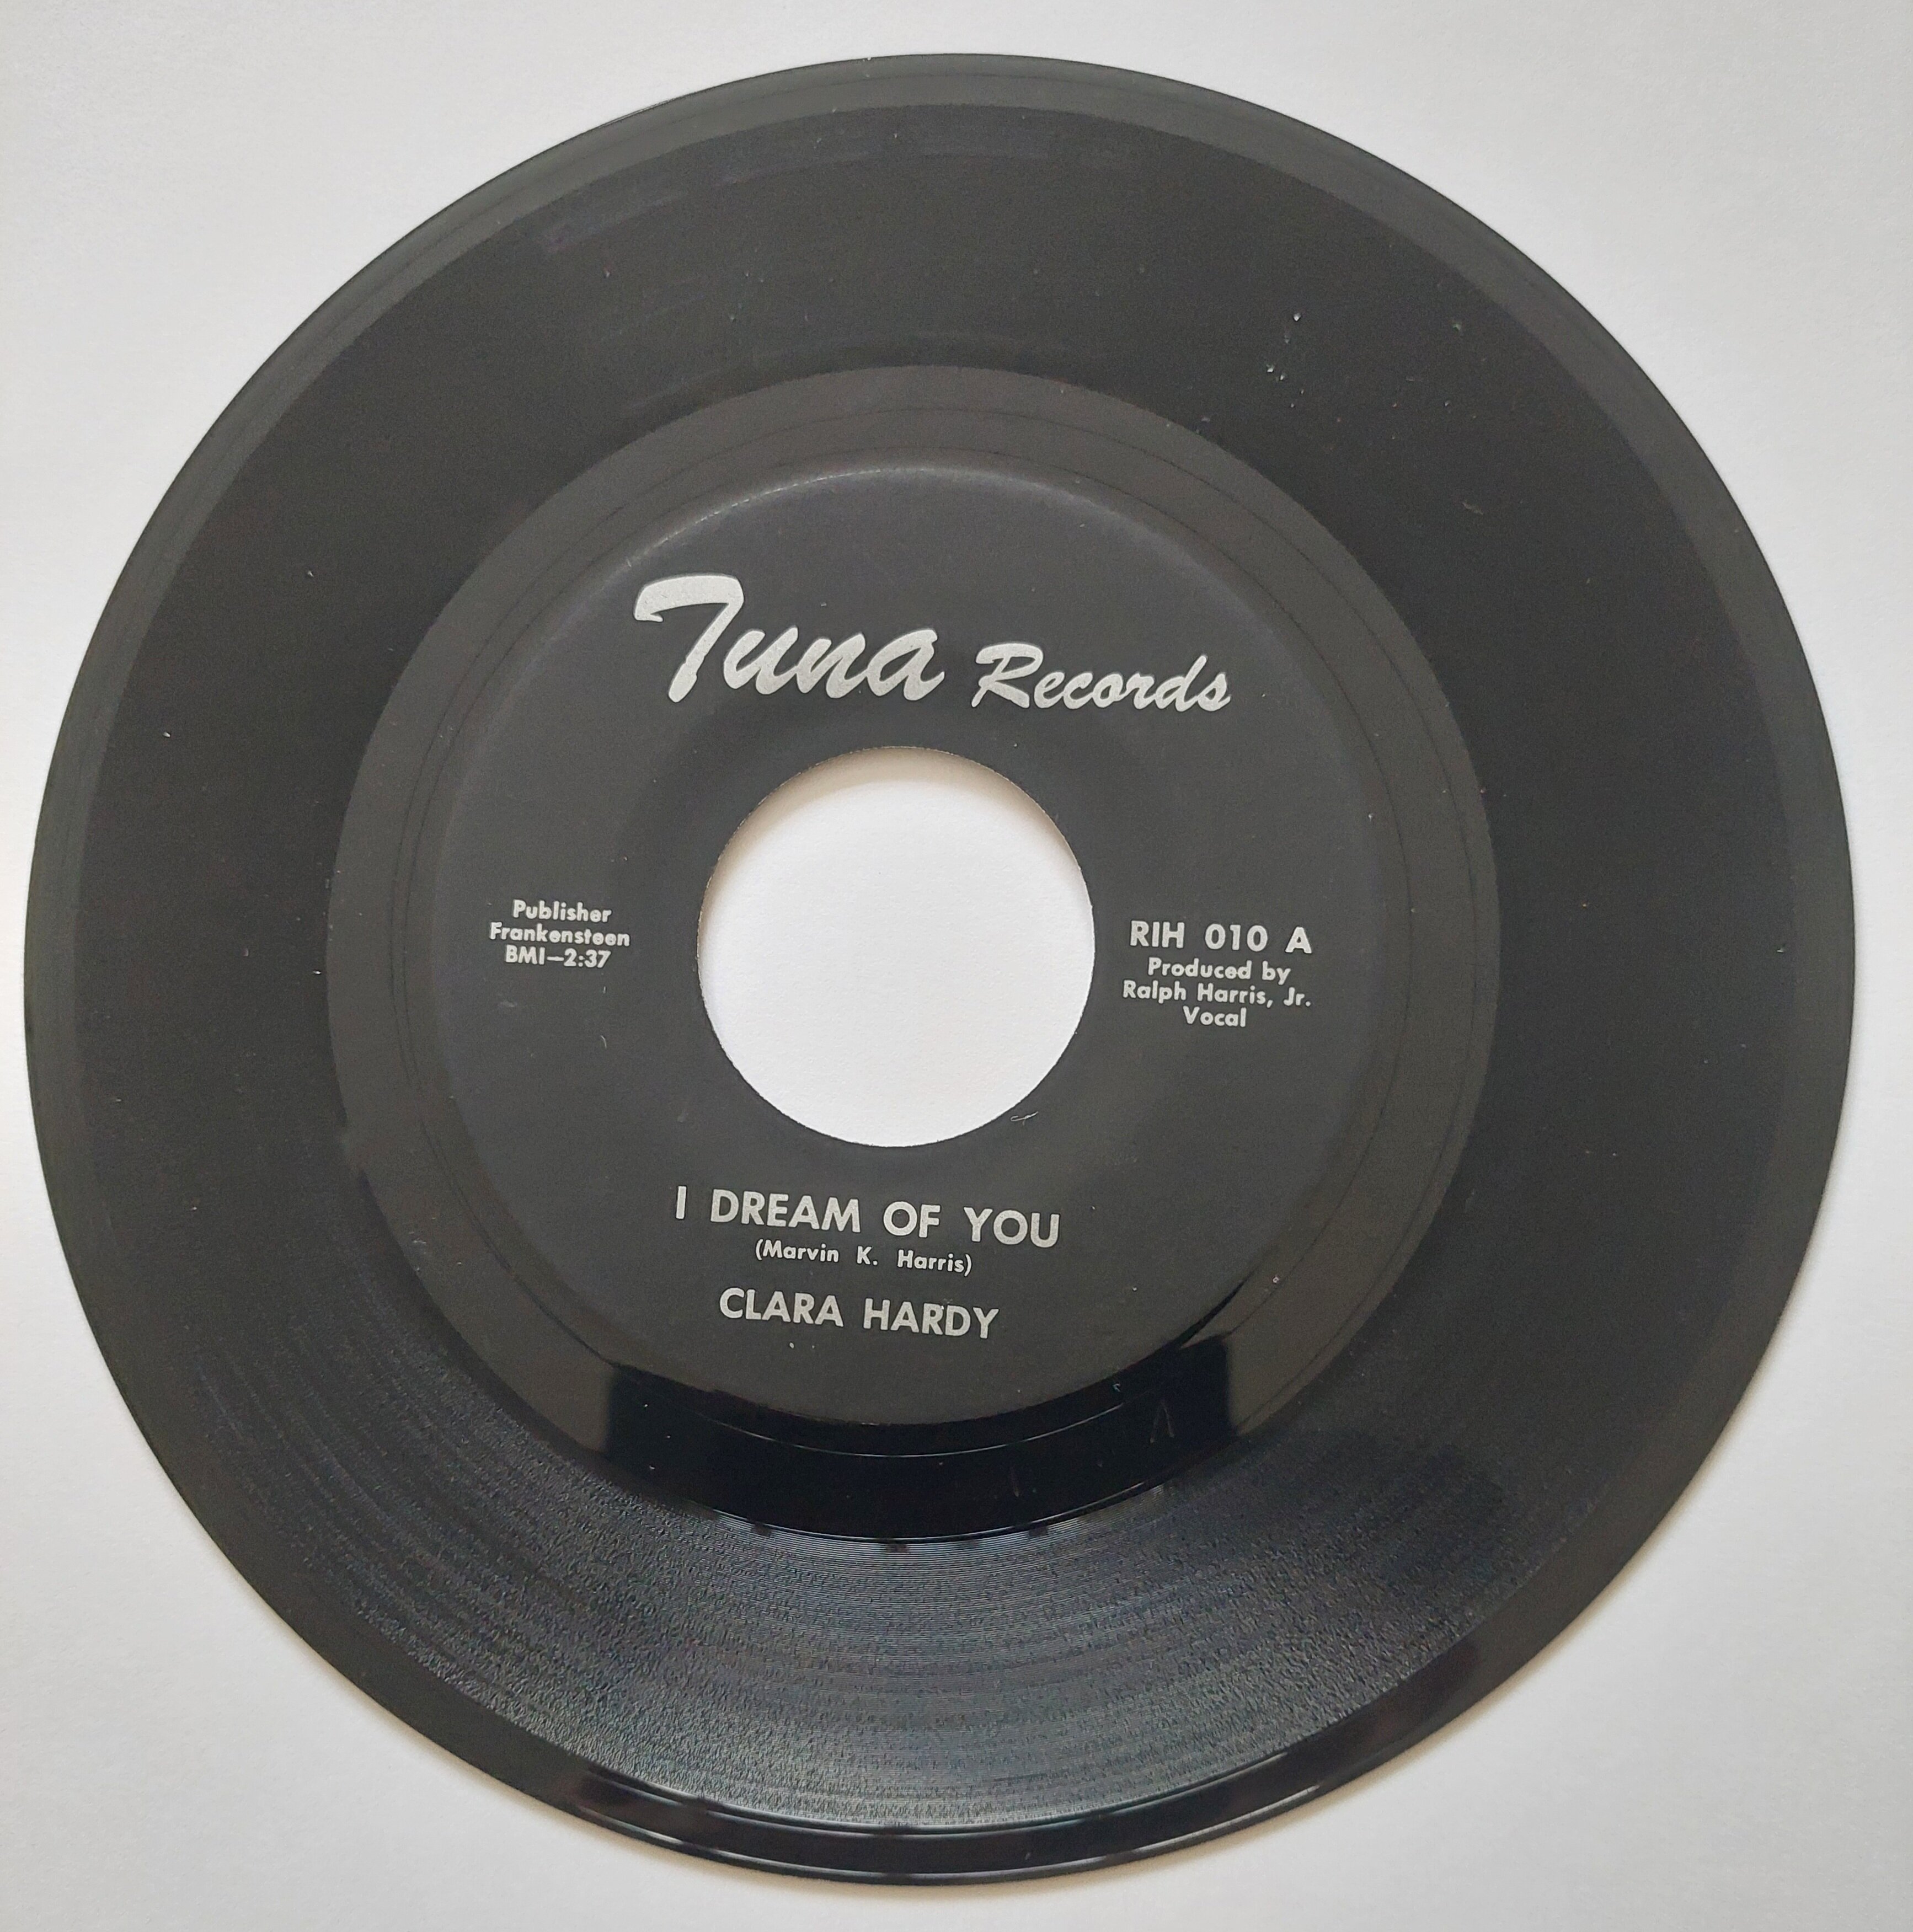 Tuna Records
Publisher
Frankensteen
BMI—2:37
RIH 010 A
Produced by
Ralph Harris, Jr.
Vocal
I DREAM OF YOU
(Marvin K. Harris)
CLARA HARDY